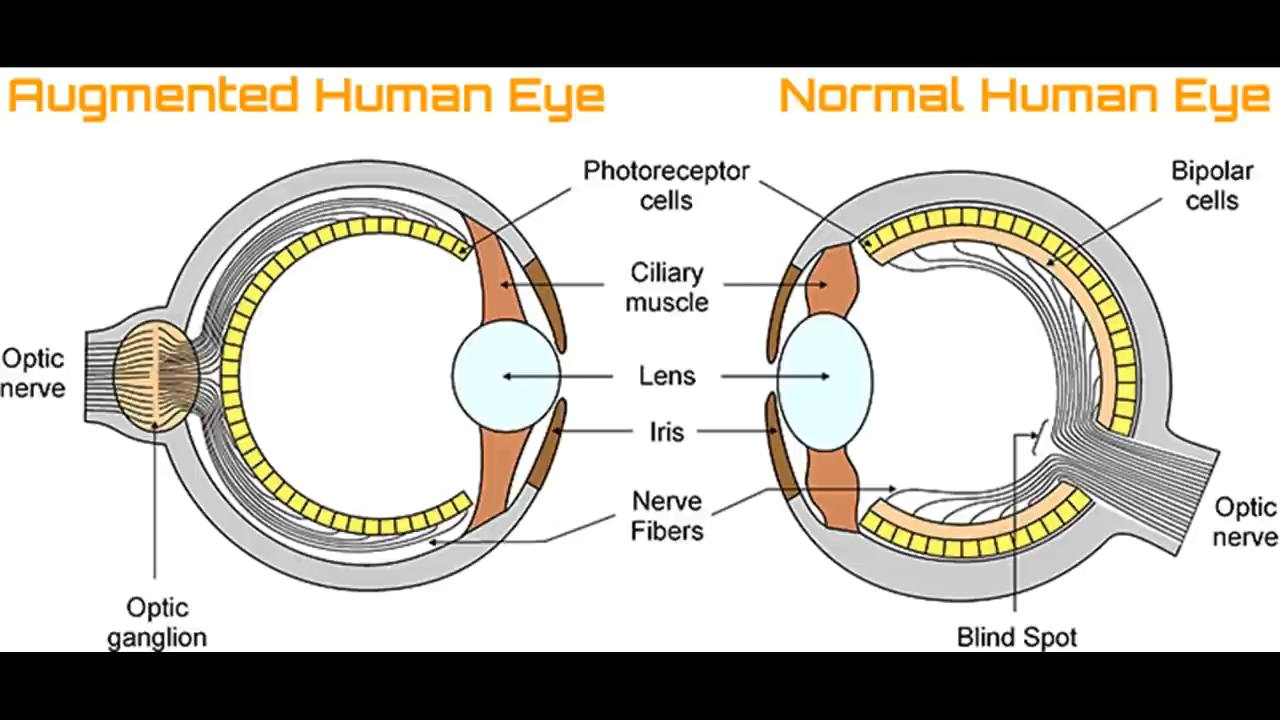 Augmented Human Eye
Normal Human Eye
Photoreceptor
cells
Bipolar
cells
Ciliary
muscle
Optic
nerve
Lens
Iris
Nerve
Fibers
Optic
nerve
Optic
ganglion
Blind Spot